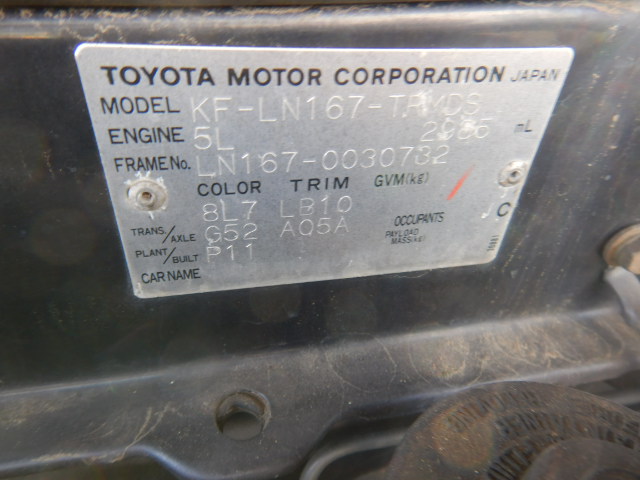 TOYOTA MOTOR CORPORATION JAPAN
MODEL KF-LN167-TRMDS
ENGINE 5L 2985 mL
FRAME No. LN167-0030732
COLOR TRIM GVM(kg)
8L7 LB10 C
TRANS./AXLE G52 A05A OCCUPANTS
PLANT/BUILT P11 PAYLOAD MASS(kg)
CAR NAME